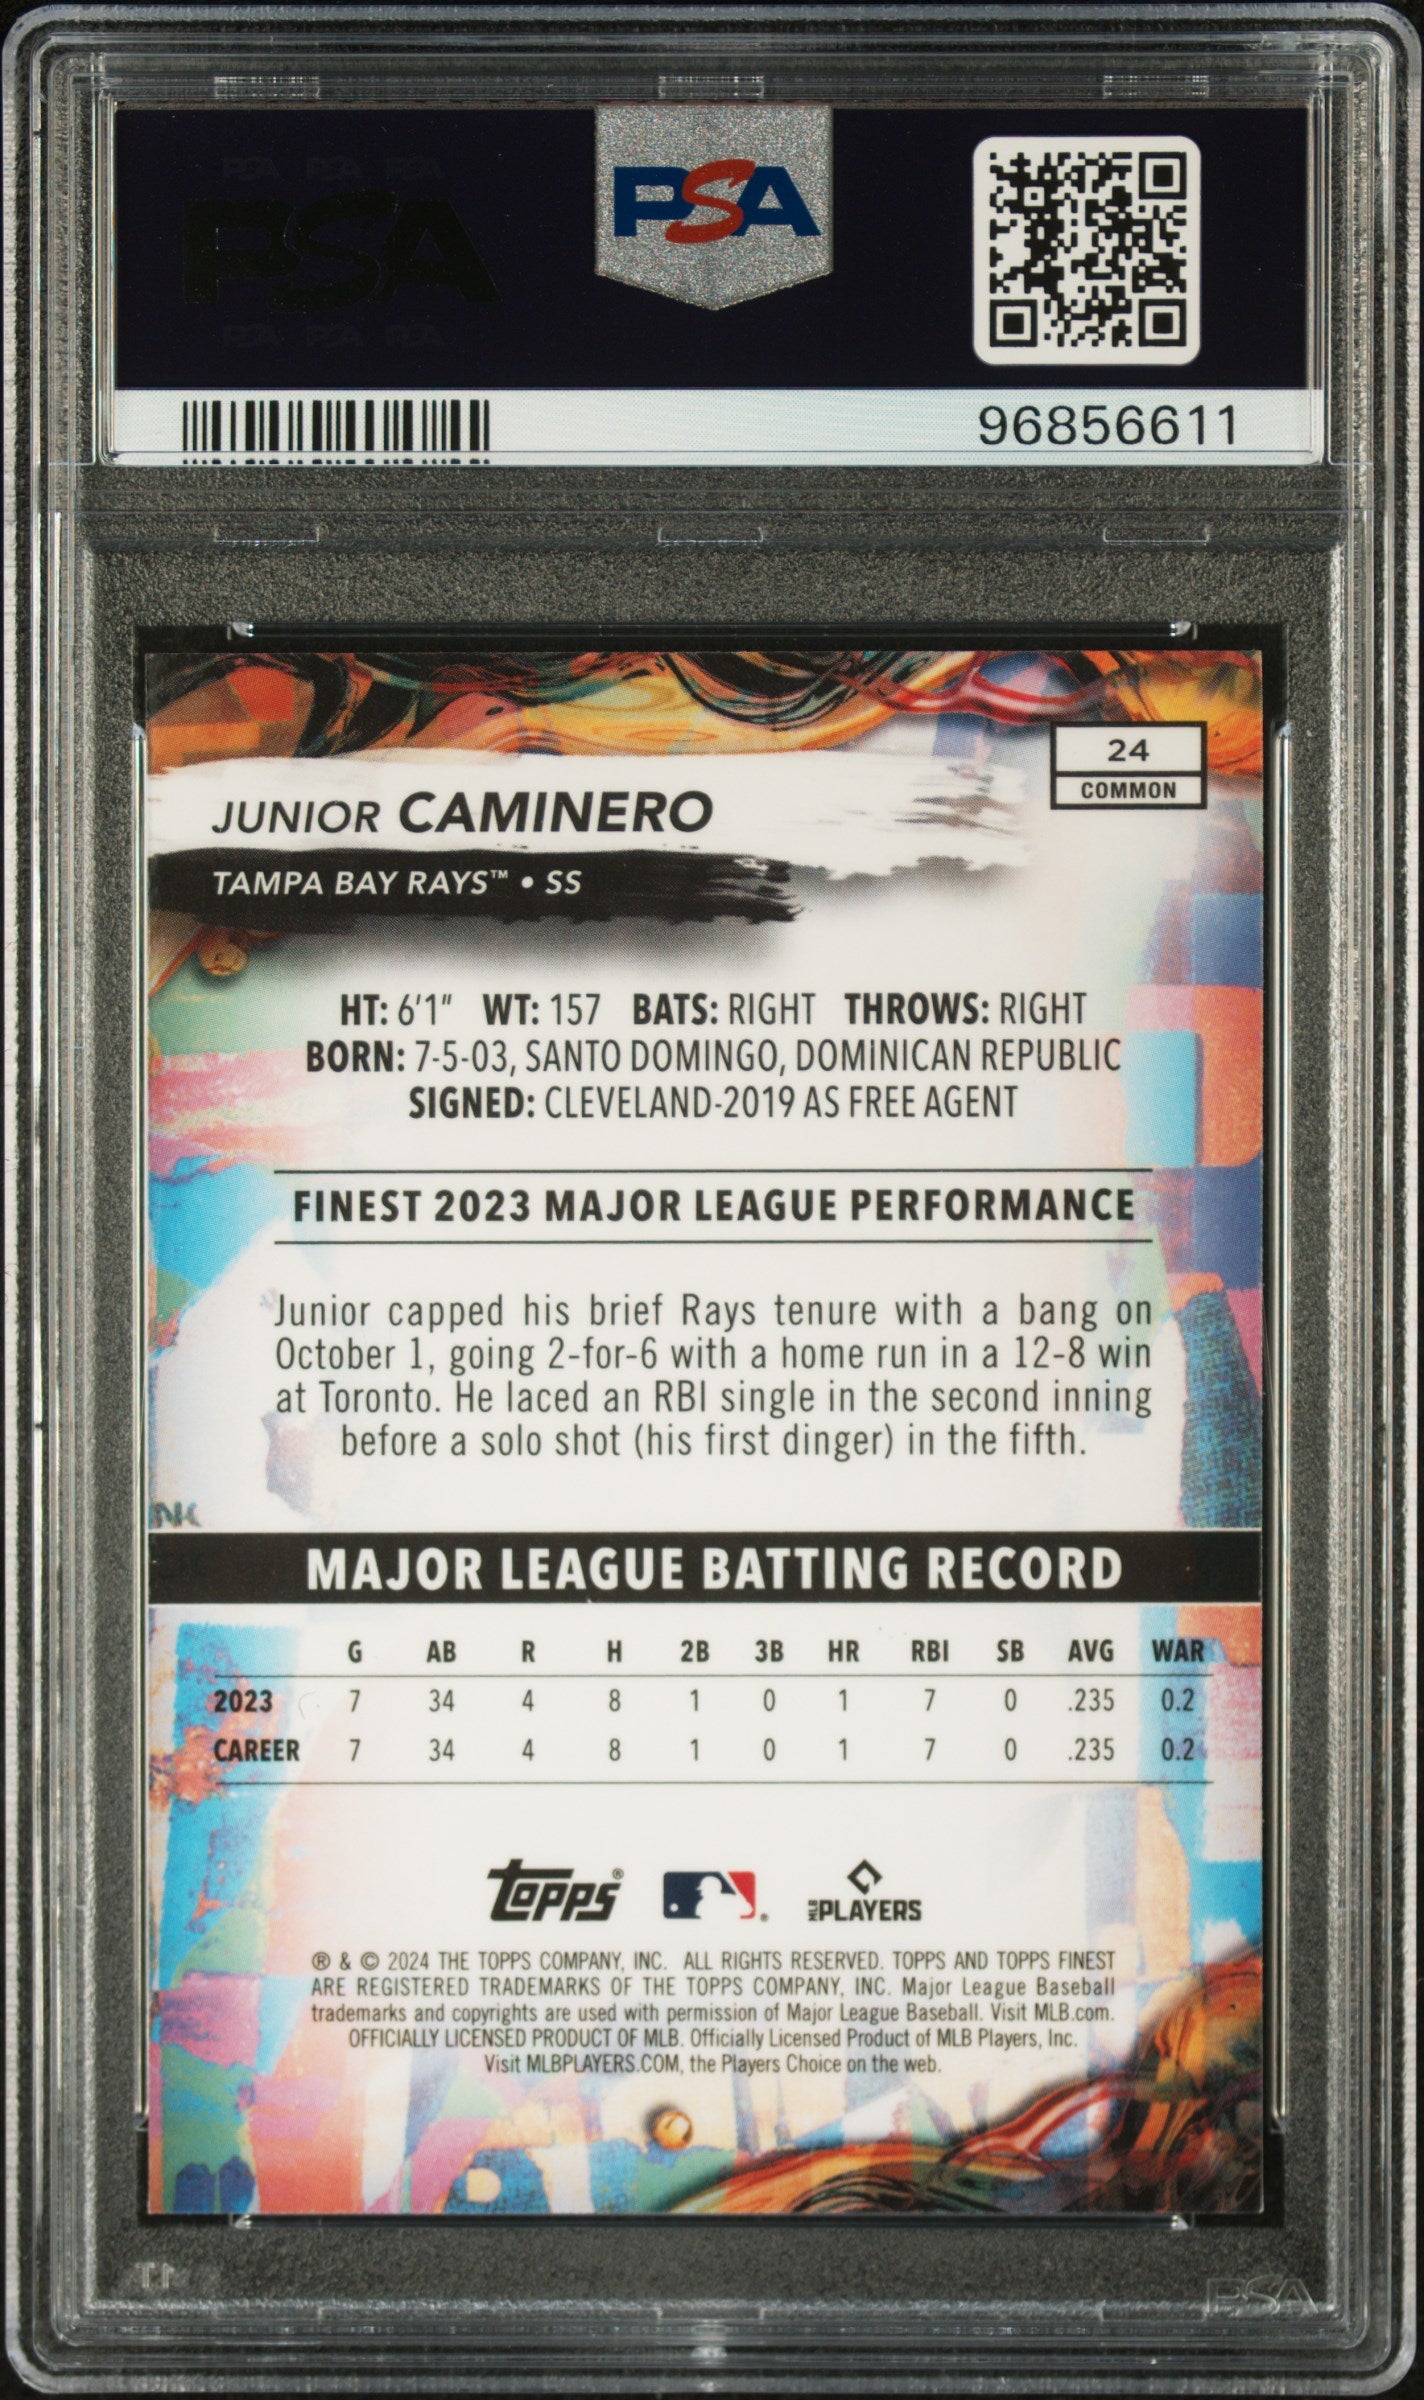 PSA PSA PSA
PSA
PSA PSA PSA
PSA
96856611
24
COMMON
JUNIOR CAMINERO
TAMPA BAY RAYS™ • SS
HT: 6'1" WT: 157 BATS: RIGHT THROWS: RIGHT
BORN: 7-5-03, SANTO DOMINGO, DOMINICAN REPUBLIC
SIGNED: CLEVELAND-2019 AS FREE AGENT
FINEST 2023 MAJOR LEAGUE PERFORMANCE
Junior capped his brief Rays tenure with a bang on
October 1, going 2-for-6 with a home run in a 12-8 win
at Toronto. He laced an RBI single in the second inning
before a solo shot (his first dinger) in the fifth.
MAJOR LEAGUE BATTING RECORD
G AB R H 2B 3B HR RBI SB AVG WAR
2023 7 34 4 8 1 0 1 7 0 .235 0.2
CAREER 7 34 4 8 1 0 1 7 0 .235 0.2
topps® ® MLB PLAYERS
® & © 2024 THE TOPPS COMPANY, INC. ALL RIGHTS RESERVED. TOPPS AND TOPPS FINEST
ARE REGISTERED TRADEMARKS OF THE TOPPS COMPANY, INC. Major League Baseball
trademarks and copyrights are used with permission of Major League Baseball. Visit MLB.com.
OFFICIALLY LICENSED PRODUCT OF MLB. Officially Licensed Product of MLB Players, Inc.
Visit MLBPLAYERS.COM, the Players Choice on the web.
PSA